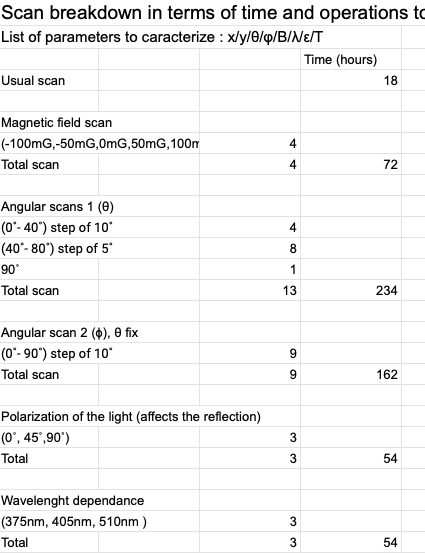 Scan breakdown in terms of time and operations to
List of parameters to caracterize : x/y/θ/φ/B/λ/ε/T
Time (hours)
Usual scan 18
Magnetic field scan
(-100mG,-50mG,0mG,50mG,100m 4
Total scan 4 72
Angular scans 1 (θ)
(0˚- 40˚) step of 10˚ 4
(40˚- 80˚) step of 5˚ 8
90˚ 1
Total scan 13 234
Angular scan 2 (ϕ), θ fix
(0˚- 90˚) step of 10˚ 9
Total scan 9 162
Polarization of the light (affects the reflection)
(0˚, 45˚,90˚) 3
Total 3 54
Wavelenght dependance
(375nm, 405nm, 510nm ) 3
Total 3 54